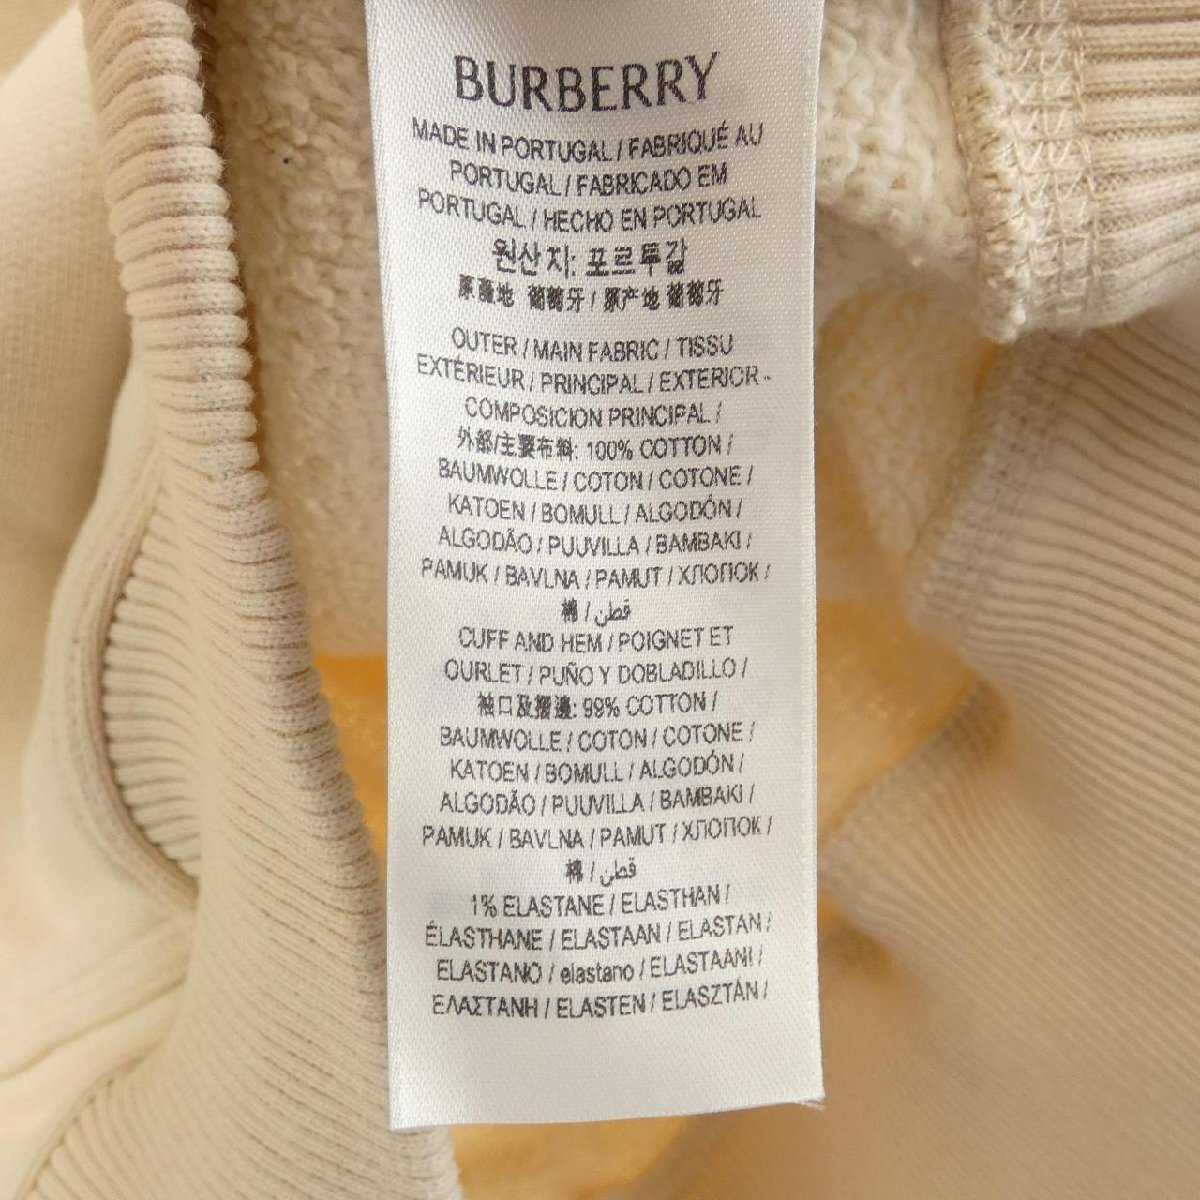 BURBERRY
MADE IN PORTUGAL / FABRIQUÉ AU
PORTUGAL / FABRICADO EM
PORTUGAL / HECHO EN PORTUGAL
원산지: 포르투갈
原產地 葡萄牙 / 原产地 葡萄牙
OUTER / MAIN FABRIC / TISSU
EXTÉRIEUR / PRINCIPAL / EXTERIOR -
COMPOSICION PRINCIPAL /
外部/主要布料: 100% COTTON /
BAUMWOLLE / COTON / COTONE /
KATOEN / BOMULL / ALGODÓN /
ALGODÃO / PUUVILLA / BAMBAKI /
PAMUK / BAVLNA / PAMUT / ХЛОПОК /
棉 / قطن
CUFF AND HEM / POIGNET ET
OURLET / PUÑO Y DOBLADILLO /
袖口及摺邊: 99% COTTON /
BAUMWOLLE / COTON / COTONE /
KATOEN / BOMULL / ALGODÓN /
ALGODÃO / PUUVILLA / BAMBAKI /
PAMUK / BAVLNA / PAMUT / ХЛОПОК /
棉 / قطن
1% ELASTANE / ELASTHAN /
ÉLASTHANE / ELASTAAN / ELASTAN /
ELASTANO / elastano / ELASTAANI /
ΕΛΑΣΤΑΝΗ / ELASTEN / ELASZTÁN /